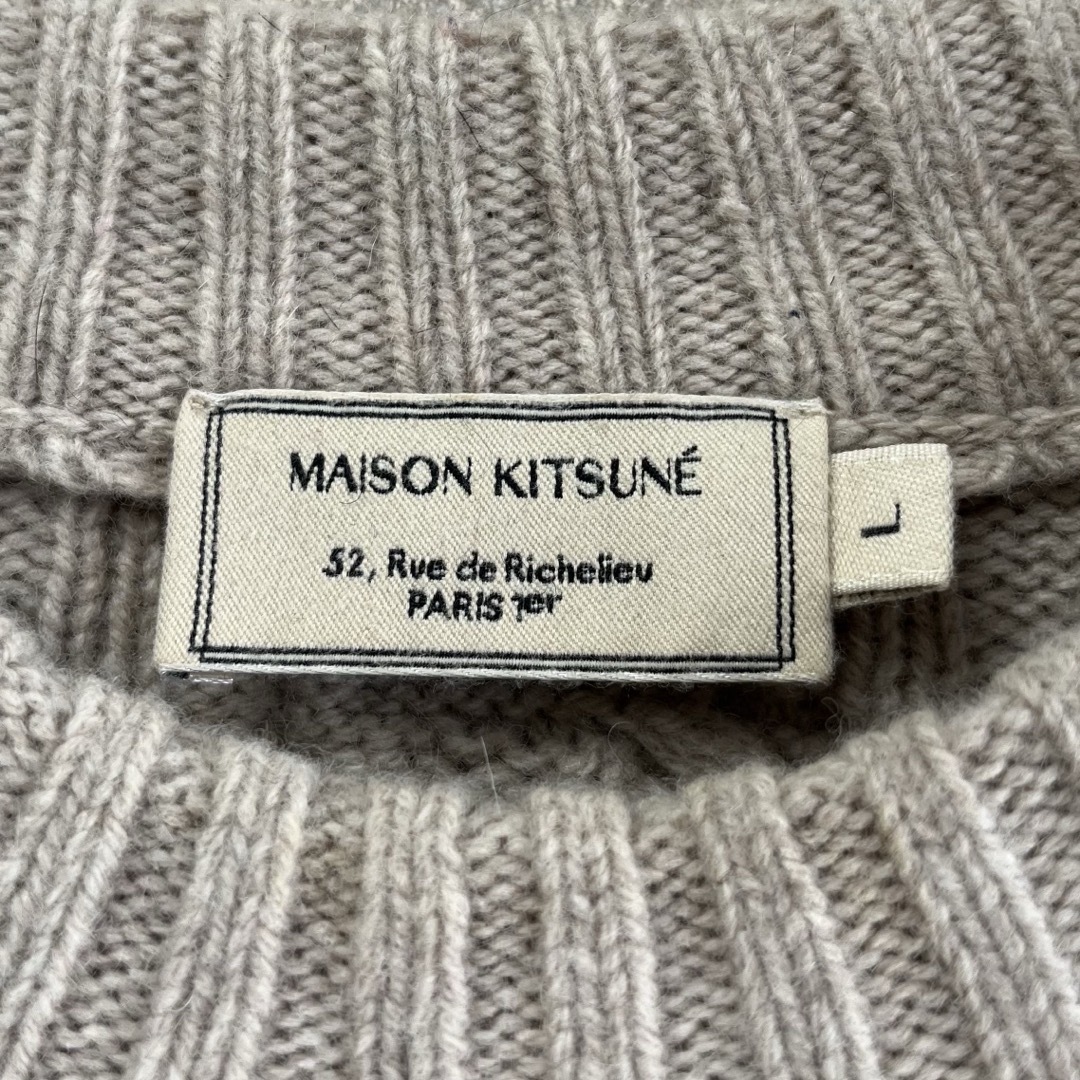 MAISON KITSUNÉ
52, Rue de Richelieu
PARIS 1er
L